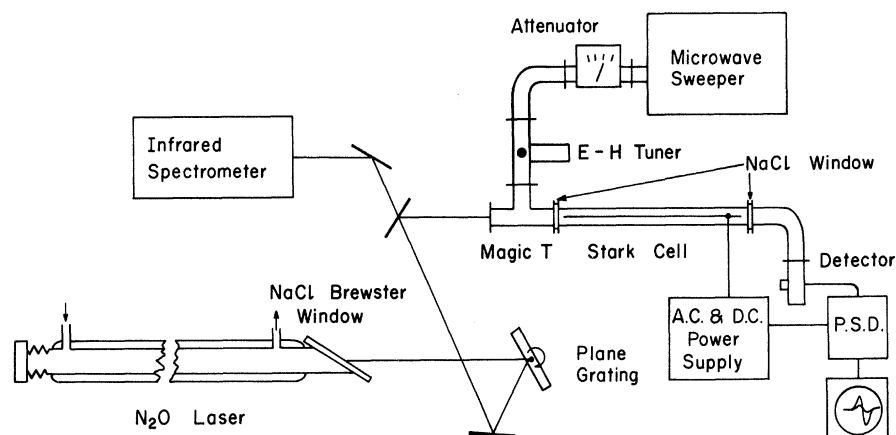 Attenuator
Microwave
Sweeper
Infrared
Spectrometer
E-H Tuner
NaCl Window
Magic T
Stark Cell
Detector
NaCl Brewster
Window
A.C. & D.C.
Power
Supply
P.S.D.
Plane
Grating
N₂O Laser